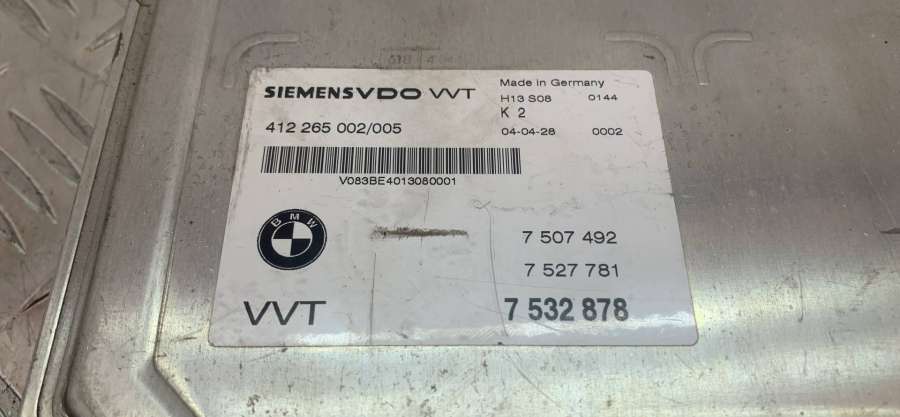 SIEMENSVDO VVT
Made in Germany
H13 S08 0144
K 2
412 265 002/005
04-04-28 0002
V083BE4013080001
BMW
7 507 492
7 527 781
VVT
7 532 878